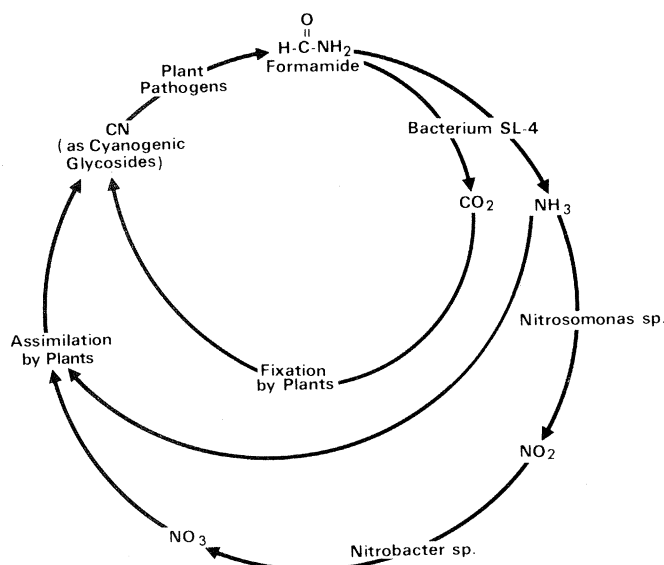 O
H-C-NH₂
Formamide
Plant
Pathogens
CN
(as Cyanogenic
Glycosides)
Bacterium SL-4
CO₂
NH₃
Nitrosomonas sp.
Assimilation
by Plants
Fixation
by Plants
NO₂
NO₃
Nitrobacter sp.